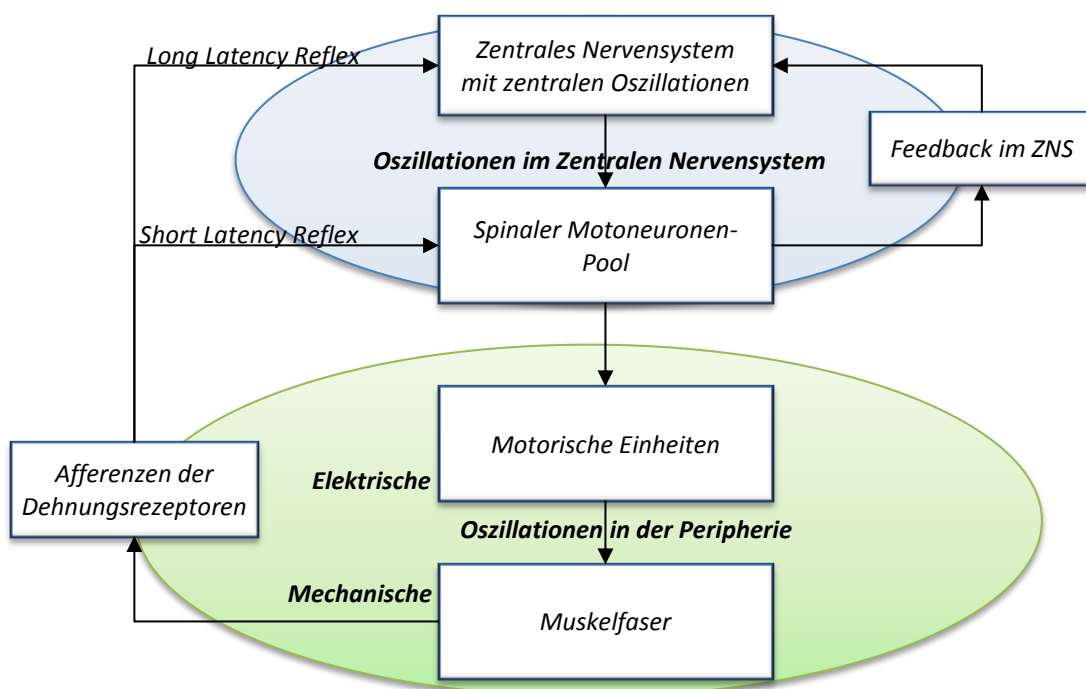 Long Latency Reflex
Zentrales Nervensystem
mit zentralen Oszillationen
Feedback im ZNS
Oszillationen im Zentralen Nervensystem
Short Latency Reflex
Spinaler Motoneuronen-
Pool
Motorische Einheiten
Afferenzen der
Dehnungsrezeptoren
Elektrische
Oszillationen in der Peripherie
Mechanische
Muskelfaser